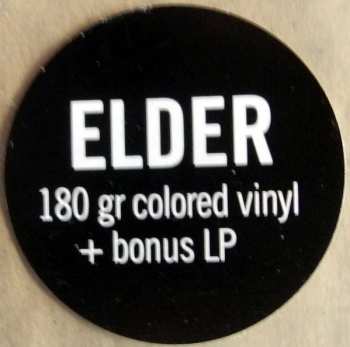 ELDER
180 gr colored vinyl
+ bonus LP